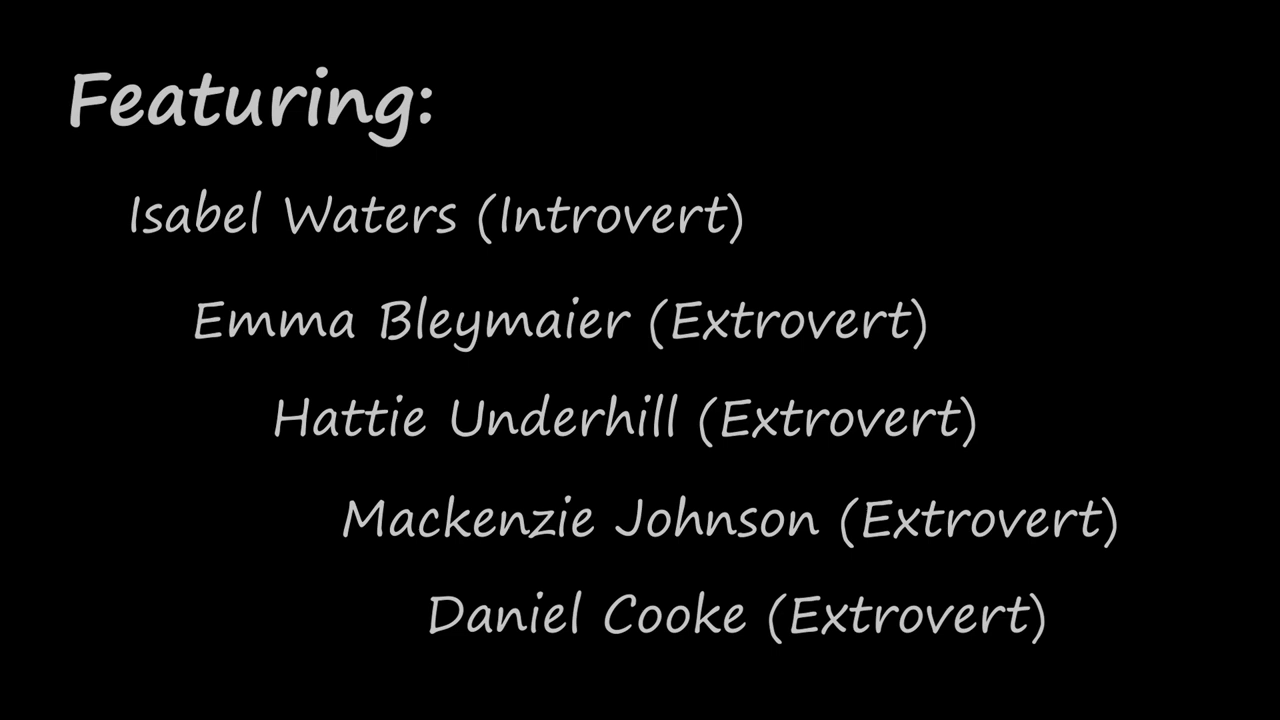 Featuring:
Isabel Waters (Introvert)
Emma Bleymaier (Extrovert)
Hattie Underhill (Extrovert)
Mackenzie Johnson (Extrovert)
Daniel Cooke (Extrovert)